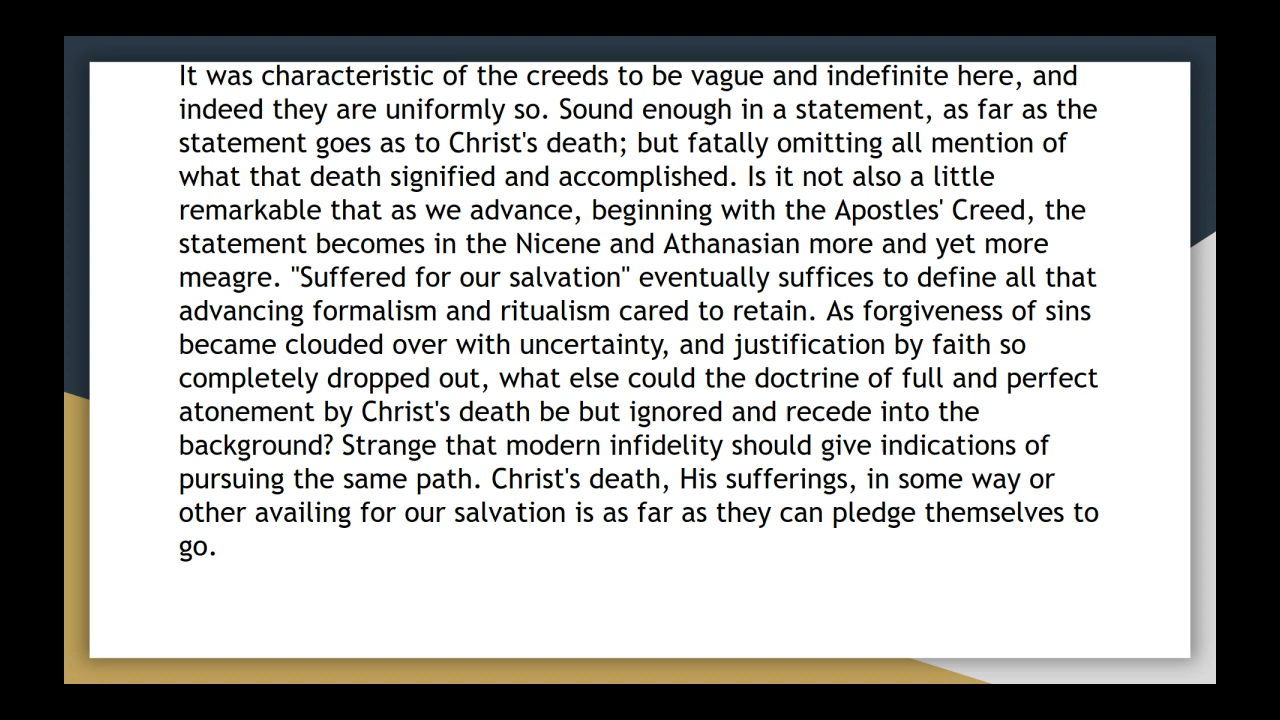 It was characteristic of the creeds to be vague and indefinite here, and
indeed they are uniformly so. Sound enough in a statement, as far as the
statement goes as to Christ's death; but fatally omitting all mention of
what that death signified and accomplished. Is it not also a little
remarkable that as we advance, beginning with the Apostles' Creed, the
statement becomes in the Nicene and Athanasian more and yet more
meagre. "Suffered for our salvation" eventually suffices to define all that
advancing formalism and ritualism cared to retain. As forgiveness of sins
became clouded over with uncertainty, and justification by faith so
completely dropped out, what else could the doctrine of full and perfect
atonement by Christ's death be but ignored and recede into the
background? Strange that modern infidelity should give indications of
pursuing the same path. Christ's death, His sufferings, in some way or
other availing for our salvation is as far as they can pledge themselves to
go.